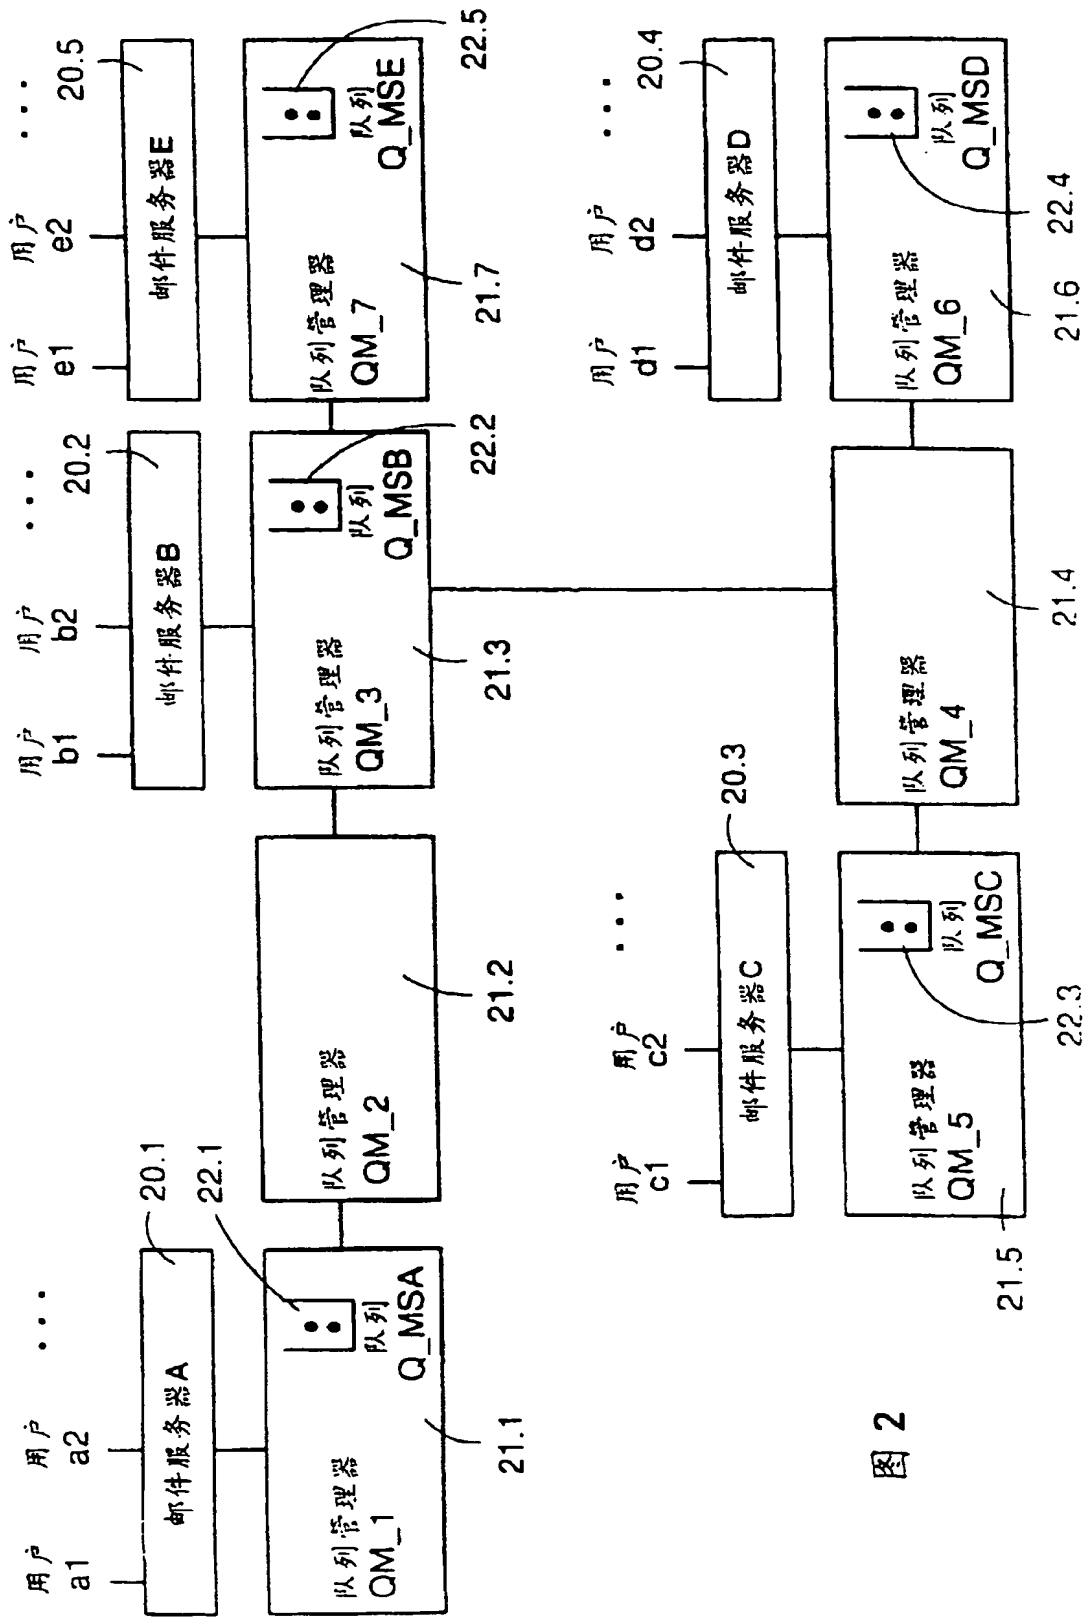 用户
a1
用户
a2
...
20.1
邮件服务器A
22.1
队列管理器
QM_1
队列
Q_MSA
21.1
队列管理器
QM_2
21.2
用户
b1
用户
b2
...
20.2
邮件服务器B
队列管理器
QM_3
队列
Q_MSB
22.2
21.3
用户
e1
用户
e2
...
20.5
邮件服务器E
队列管理器
QM_7
队列
Q_MSE
22.5
21.7
用户
c1
用户
c2
...
20.3
邮件服务器C
队列管理器
QM_5
队列
Q_MSC
22.3
21.5
队列管理器
QM_4
21.4
用户
d1
用户
d2
...
20.4
邮件服务器D
队列管理器
QM_6
队列
Q_MSD
22.4
21.6
图 2